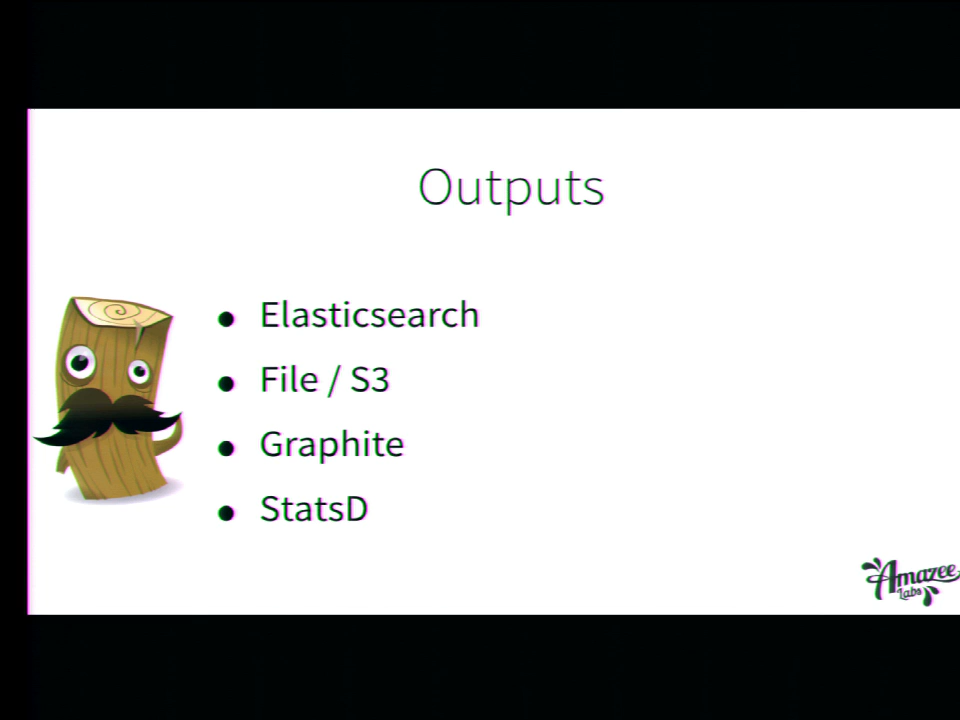 Outputs
Elasticsearch
File / S3
Graphite
StatsD
Amazee
Labs